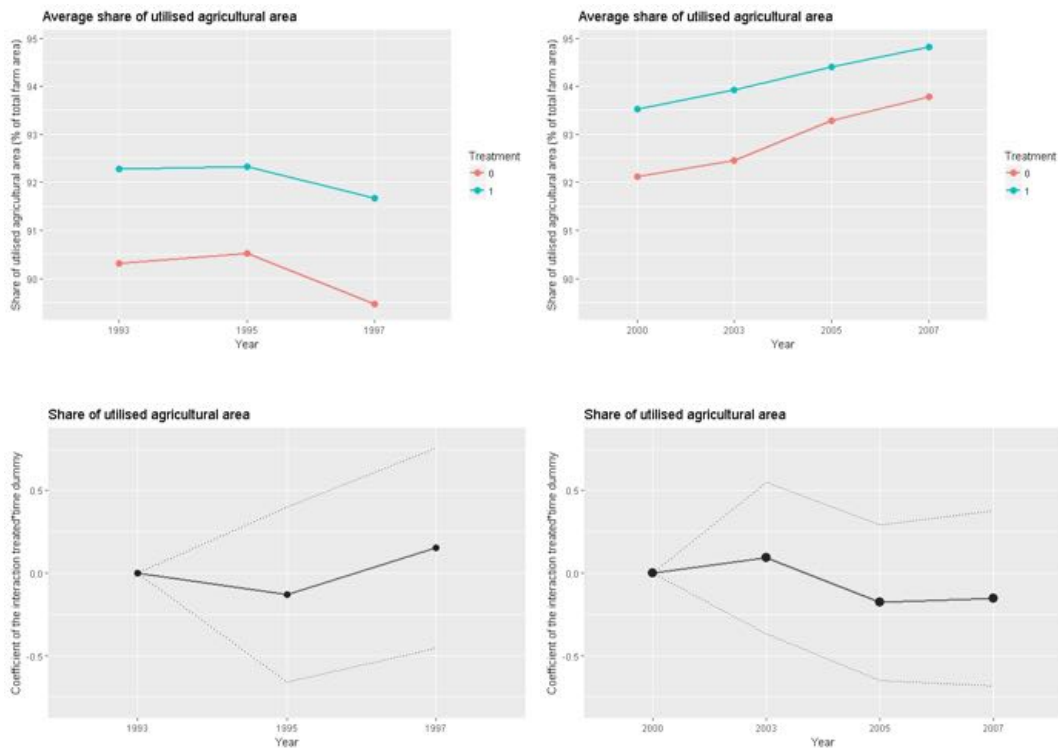 Average share of utilised agricultural area
Share of utilised agricultural area (% of total farm area)
95
94
93
92
91
90
1993
1995
1997
Year
Treatment
0
1
Average share of utilised agricultural area
Share of utilised agricultural area (% of total farm area)
95
94
93
92
91
90
2000
2003
2005
2007
Year
Treatment
0
1
Share of utilised agricultural area
Coefficient of the interaction treated*time dummy
0.5
0.0
-0.5
1993
1995
1997
Year
Share of utilised agricultural area
Coefficient of the interaction treated*time dummy
0.5
0.0
-0.5
2000
2003
2005
2007
Year